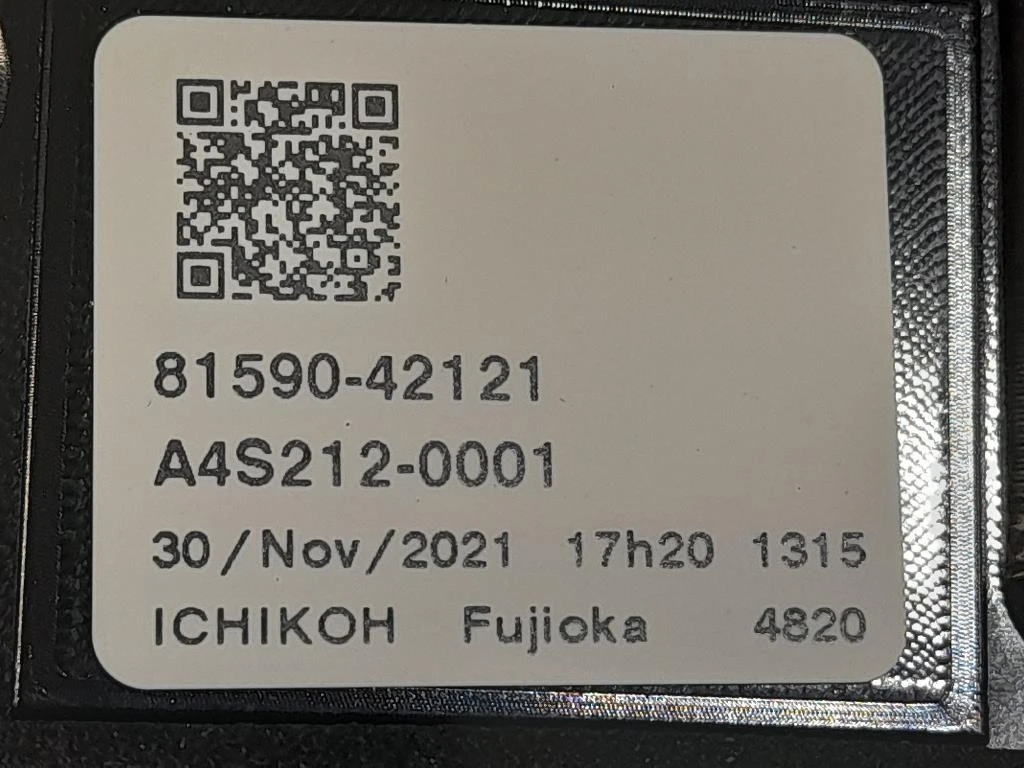 81590-42121
A4S212-0001
30/Nov/2021 17h20 1315
ICHIKOH Fujioka 4820